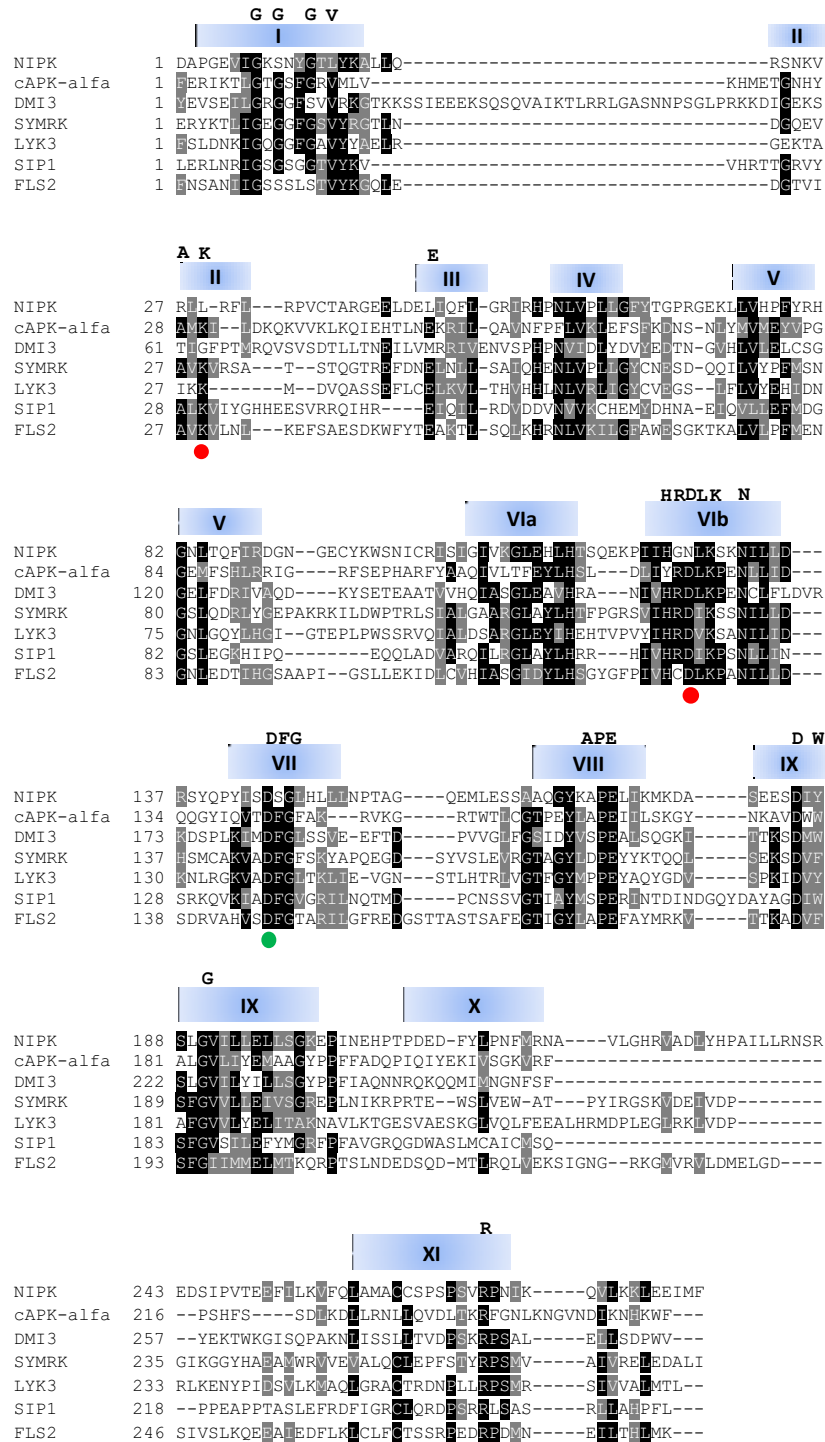 G G G V
I II
NIPK 1 DAPGEVIGKSNYGTLYKALLQ----------------------------------RSNKV
cAPK-alfa 1 FERIKTLGTGSFGRVMLV---------------------------------KHMETGNHY
DMI3 1 YEVSEILGRGGFSVVRKGTKKSSIEEEKSQSQVAIKTLRRLGASNNPSGLPRKKDIGEKS
SYMRK 1 ERYKTLIGEGGFGSVYRGTLN----------------------------------DGQEV
LYK3 1 FSLDNKIGQGGFGAVYYAELR----------------------------------GEKTA
SIP1 1 LERLNRIGSGSGGTVYKV---------------------------------VHRTTGRVY
FLS2 1 FNSANIIGSSSLSTVYKGQLE----------------------------------DGTVI
A K E
II III IV V
NIPK 27 RLL-RFL---RPVCTARGEELDELIQFL-GRIRHPNLVPLLGFYTGPRGEKLLVHPFYRH
cAPK-alfa 28 AMKI---LDKQKVVKLKQIEHTLNEKRIL-QAVNFPFLVKLEFSFKDNS-NLYMVMEYVPG
DMI3 61 TIGFPTMRQVSVSDTLLTNEILVMRRIVENVSPHPNVIDLYDVYEDTN-GVHLVLELCSG
SYMRK 27 AVKVRSA---TSTQGTREFDNELNLL-SAIQHENLVPLLGYCNESD-QQILVYPFMSN
LYK3 27 IKK-------M--DVQASSEFLCELKVL-THVHHLNLVRLIGYCVEGS--LFLVYEHIDN
SIP1 28 ALKVIYGHHEESVRRQIHR----EIQIL-RDVDDVNVVKCHEMYDHNA-EIQVLLEFMDG
FLS2 27 AVKVLNL---KEFSAESDKWFYTEAKTL-SQLKHRNLVKILGFAWESGKTKALVLPFMEN
HRDLK N
V VIa VIb
NIPK 82 GNLTQFIRDGN--GECYKWSNICRISIGIVKGLEHLHTSQEKPIIHGNLKSKNILLD---
cAPK-alfa 84 GEMFSHLRRIG--RFSEPHARFYAAQIVLTFEYLHSL--DLIYRDLKPENLLID---
DMI3 120 GELFDRIVAQD--KYSETEAATVVHQIASGLEAVHRA--NIVHRDLKPENCLFLDVR
SYMRK 80 GSLQDRLYGEPAKRKILDWPTRLSIALGAARGLAYLHTFPGRSVIHRDIKSSNILLD---
LYK3 75 GNLGQYLHGI--GTEPLPWSSRVQIALDSARGLEYIHEHTVPVYIHRDVKSANILID---
SIP1 82 GSLEGKHIPQ------EQQLADVARQILRGLAYLHRR--HIVHRDIKPSNLLIN---
FLS2 83 GNLEDTIHGSAAPI--GSLLEKIDLCVHIASGIDYLHSGYGFPIVHCDLKPANILLD---
DFG APE D W
VII VIII IX
NIPK 137 RSYQPYISDSGLHLLLNPTAG----QEMLESSAAQGYKAPELIKMKDA-----SEESDIY
cAPK-alfa 134 QQGYIQVTDFGFAK----RVKG----RTWTLCGTPEYLAPEIILSKGY-----NKAVDWW
DMI3 173 KDSPLKIMDFGLSSVE-EFTD-----PVVGLFGSIDYVSPEALSQGKI-----TTKSDMW
SYMRK 137 HSMCAKVADFGFSKYAPQEGD----SYVSLEVRGTAGYLDPEYYKTQQL-----SEKSDVF
LYK3 130 KNLRGKVADFGLTKLIE-VGN----STLHTRLVGTFGYMPPEYAQYGDV-----SPKIDVY
SIP1 128 SRKQVKIADFGVGRILNQTMD----PCNSSVGTIAYMSPERINTDINDGQYDAYAGDIW
FLS2 138 SDRVAHVSDFGTARILGFREDGSTTASTSAFEGTIGYLAPEFAYMRKV-----TTKADVF
G
IX X
NIPK 188 SLGVILLELLSGKEPINEHPTPDED-FYLPNFMRNA----VLGHRVADLYHPAILLRNSR
cAPK-alfa 181 ALGVLIYEMAAGYPPFFADQPIQIYEKIVSGKVRF-------------------------
DMI3 222 SLGVILYILLSGYPPFIAQNNRQKQQMIMNGNFSF-------------------------
SYMRK 189 SFGVVLLEIVSGREPLNIKRPRTE--WSLVEW-AT----PYIRGSKVDEIVDP-------
LYK3 181 AFGVVLYELITAKNAVLKTGESVAESKGLVQLFEEALHRMDPLEGLRKLVDP--------
SIP1 183 SFGVSILEFYMGRFPFAVGRQGDWASLMCAICMSQ-------------------------
FLS2 193 SFGIIMMELMTKQRPTSLNDEDSQD-MTLRQLVEKSIGNG--RKGMVRVLDMELGD----
R
XI
NIPK 243 EDSIPVTEEFILKVFQLAMACCSPSPSVRPNIK----QVLKKLEEIMF
cAPK-alfa 216 --PSHFS---SDLKDLLRNLLQVDLTKRFGNLKNGVNDIKNHKWF---
DMI3 257 --YEKTWKGISQPAKNLISSLLTVDPSKRPSAL-----ELLSDPWV---
SYMRK 235 GIKGGYHAEAMWRVVEVALQCLEPFSTYRPSMV-----AIVRELEDALI
LYK3 233 RLKENYPIDSVLKMAQLGRACTRDNPLLRPSMR-----SIVVALMTL--
SIP1 218 --PPEAPPTASLEFRDFIGRCLQRDPSRRLSAS-----RLLAHPFL---
FLS2 246 SIVSLKQEEAIEDFLKLCLFCTSSRPEDRPDMN-----EILTHLMK---